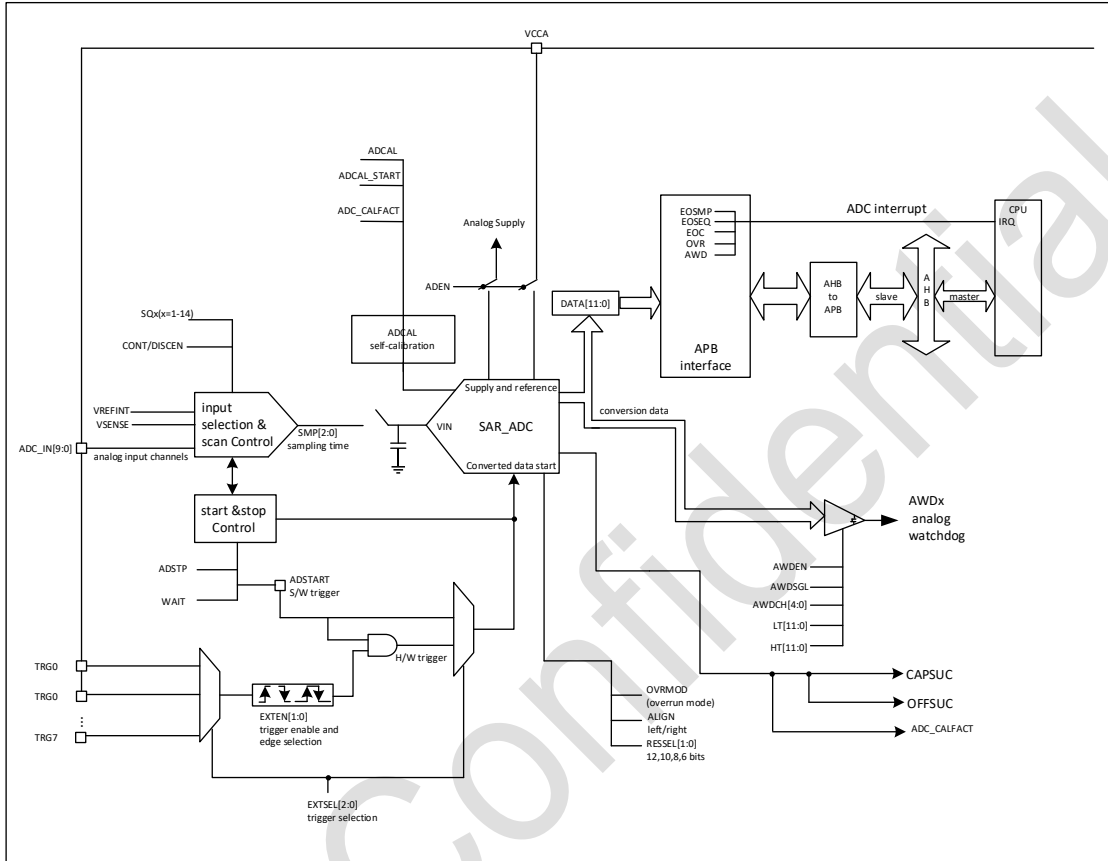 VCCA
ADCAL
ADCAL_START
ADC_CALFACT
Analog Supply
ADEN
ADCAL
self-calibration
SQx(x=1-14)
CONT/DISCEN
VREFINT
VSENSE
ADC_IN[9:0]
analog input channels
input
selection &
scan Control
SMP[2:0]
sampling time
VIN
Supply and reference
SAR_ADC
Converted data start
DATA[11:0]
EOSMP
EOSEQ
EOC
OVR
AWD
APB
interface
ADC interrupt
AHB
to
APB
slave
A
H
B
master
CPU
IRQ
conversion data
AWDx
analog
watchdog
AWDEN
AWDSGL
AWDCH[4:0]
LT[11:0]
HT[11:0]
start &stop
Control
ADSTP
WAIT
ADSTART
S/W trigger
H/W trigger
TRG0
TRG0
⋮
TRG7
EXTEN[1:0]
trigger enable and
edge selection
EXTSEL[2:0]
trigger selection
OVRMOD
(overrun mode)
ALIGN
left/right
RESSEL[1:0]
12,10,8,6 bits
CAPSUC
OFFSUC
ADC_CALFACT
Confidential